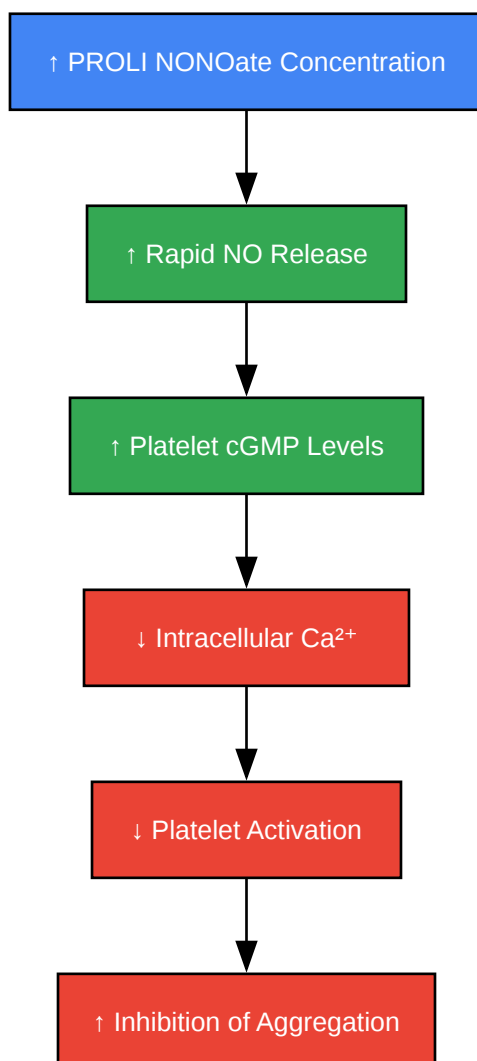 ↑ PROLI NONOate Concentration
↑ Rapid NO Release
↑ Platelet cGMP Levels
↓ Intracellular Ca²⁺
↓ Platelet Activation
↑ Inhibition of Aggregation